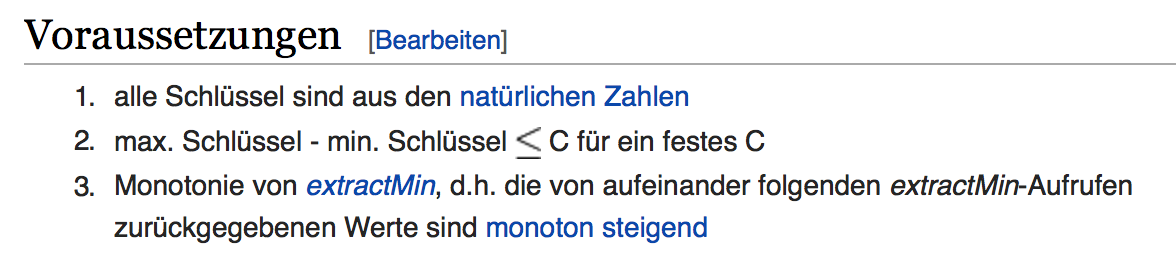 Voraussetzungen [Bearbeiten]
1. alle Schlüssel sind aus den natürlichen Zahlen
2. max. Schlüssel - min. Schlüssel ≤ C für ein festes C
3. Monotonie von extractMin, d.h. die von aufeinander folgenden extractMin-Aufrufen
zurückgegebenen Werte sind monoton steigend